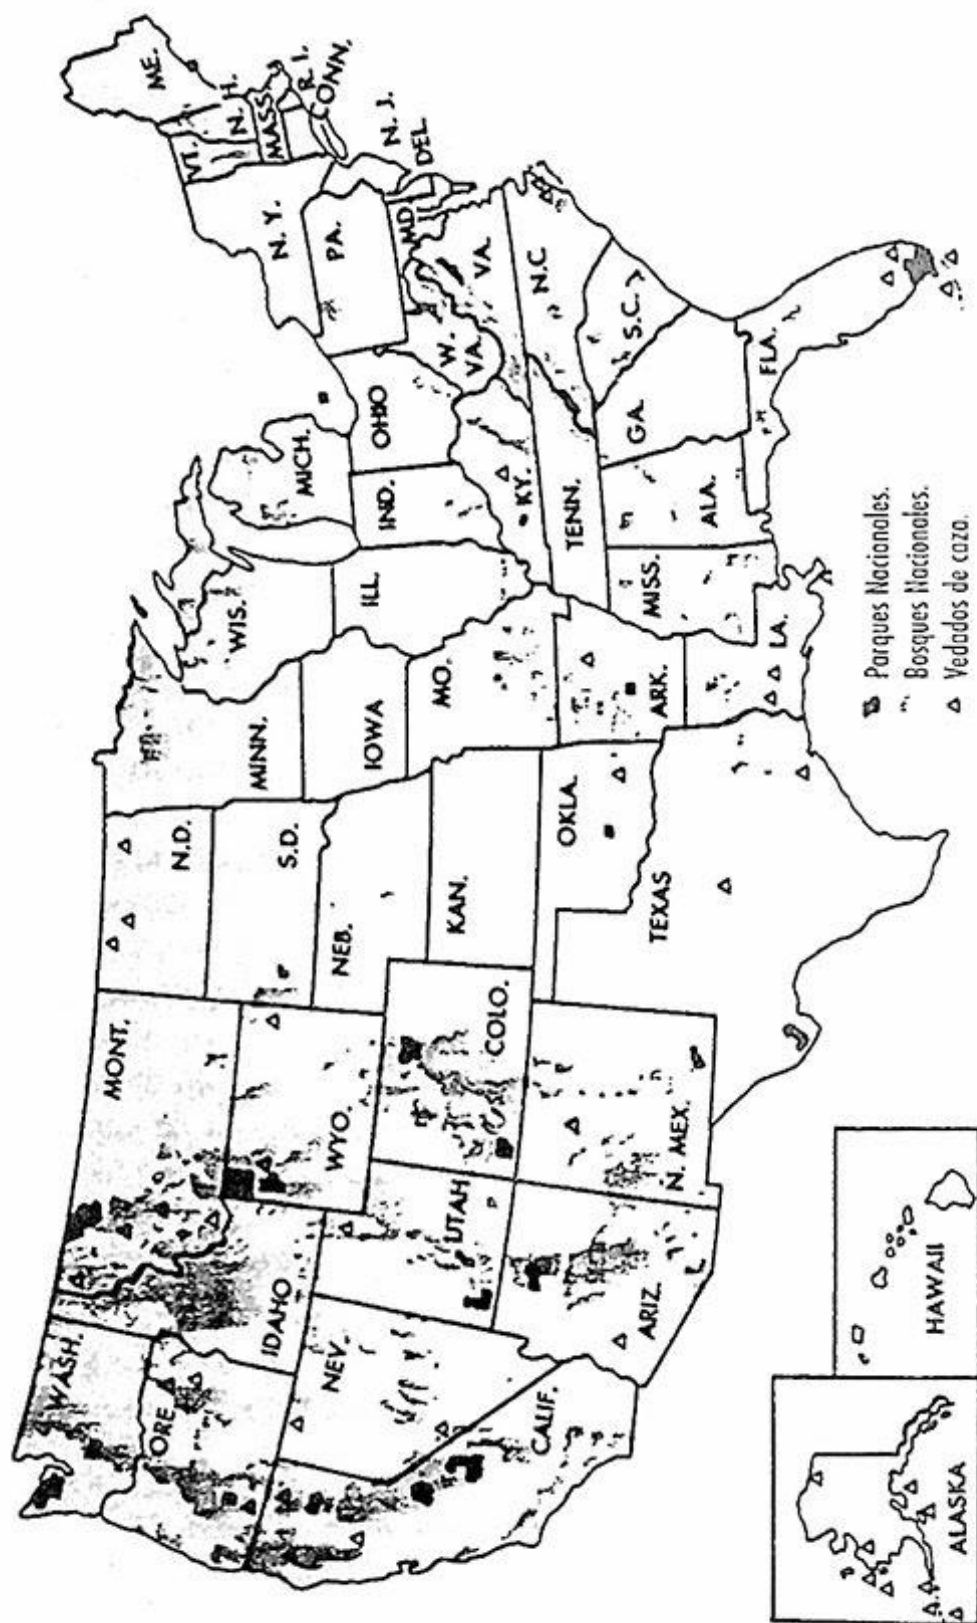 WASH.
MONT.
N.D.
MINN.
ORE
IDAHO
WYO.
S.D.
WIS.
MICH.
N. Y.
VT.
N. H.
ME.
MASS.
R. I.
CONN.
N. J.
DEL.
MD.
PA.
OHIO
IND.
ILL.
IOWA
NEB.
NEV.
UTAH
COLO.
KAN.
MO.
KY.
W. VA.
VA.
CALIF.
ARIZ.
N. MEX.
OKLA.
ARK.
TENN.
N.C.
S.C.
TEXAS
LA.
MISS.
ALA.
GA.
FLA.
ALASKA
HAWAII
Parques Nacionales.
Bosques Nacionales.
Vedados de caza.